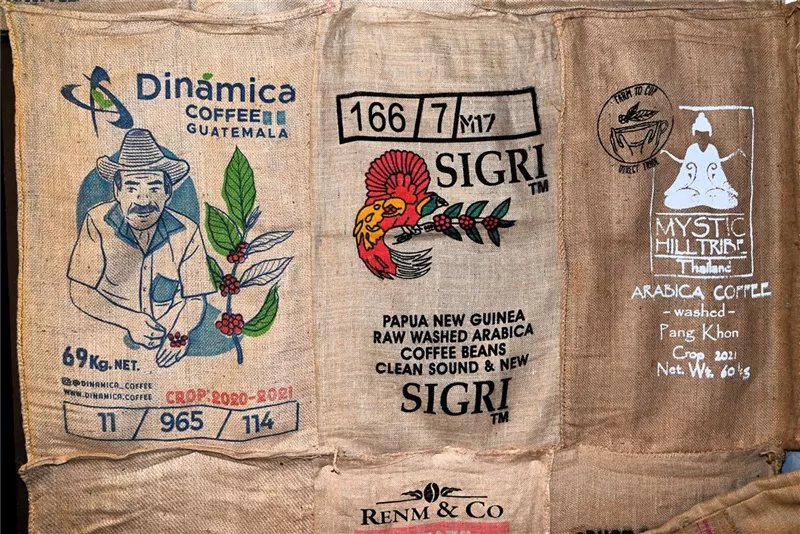 Dinámica
COFFEE
GUATEMALA
69 Kg. NET.
@DINAMICA_COFFEE
WWW.DINAMICA.COFFEE
CROP:2020-2021
11 / 965 / 114
166 / 7 / M17
SIGRI
TM
PAPUA NEW GUINEA
RAW WASHED ARABICA
COFFEE BEANS
CLEAN SOUND & NEW
SIGRI
TM
FARM TO CUP
DIRECT TRADE
MYSTIC
HILLTRIBE
Thailand
ARABICA COFFEE
- washed -
Pang Khon
Crop 2021
Net. Wt. 60 kg
RENM & CO